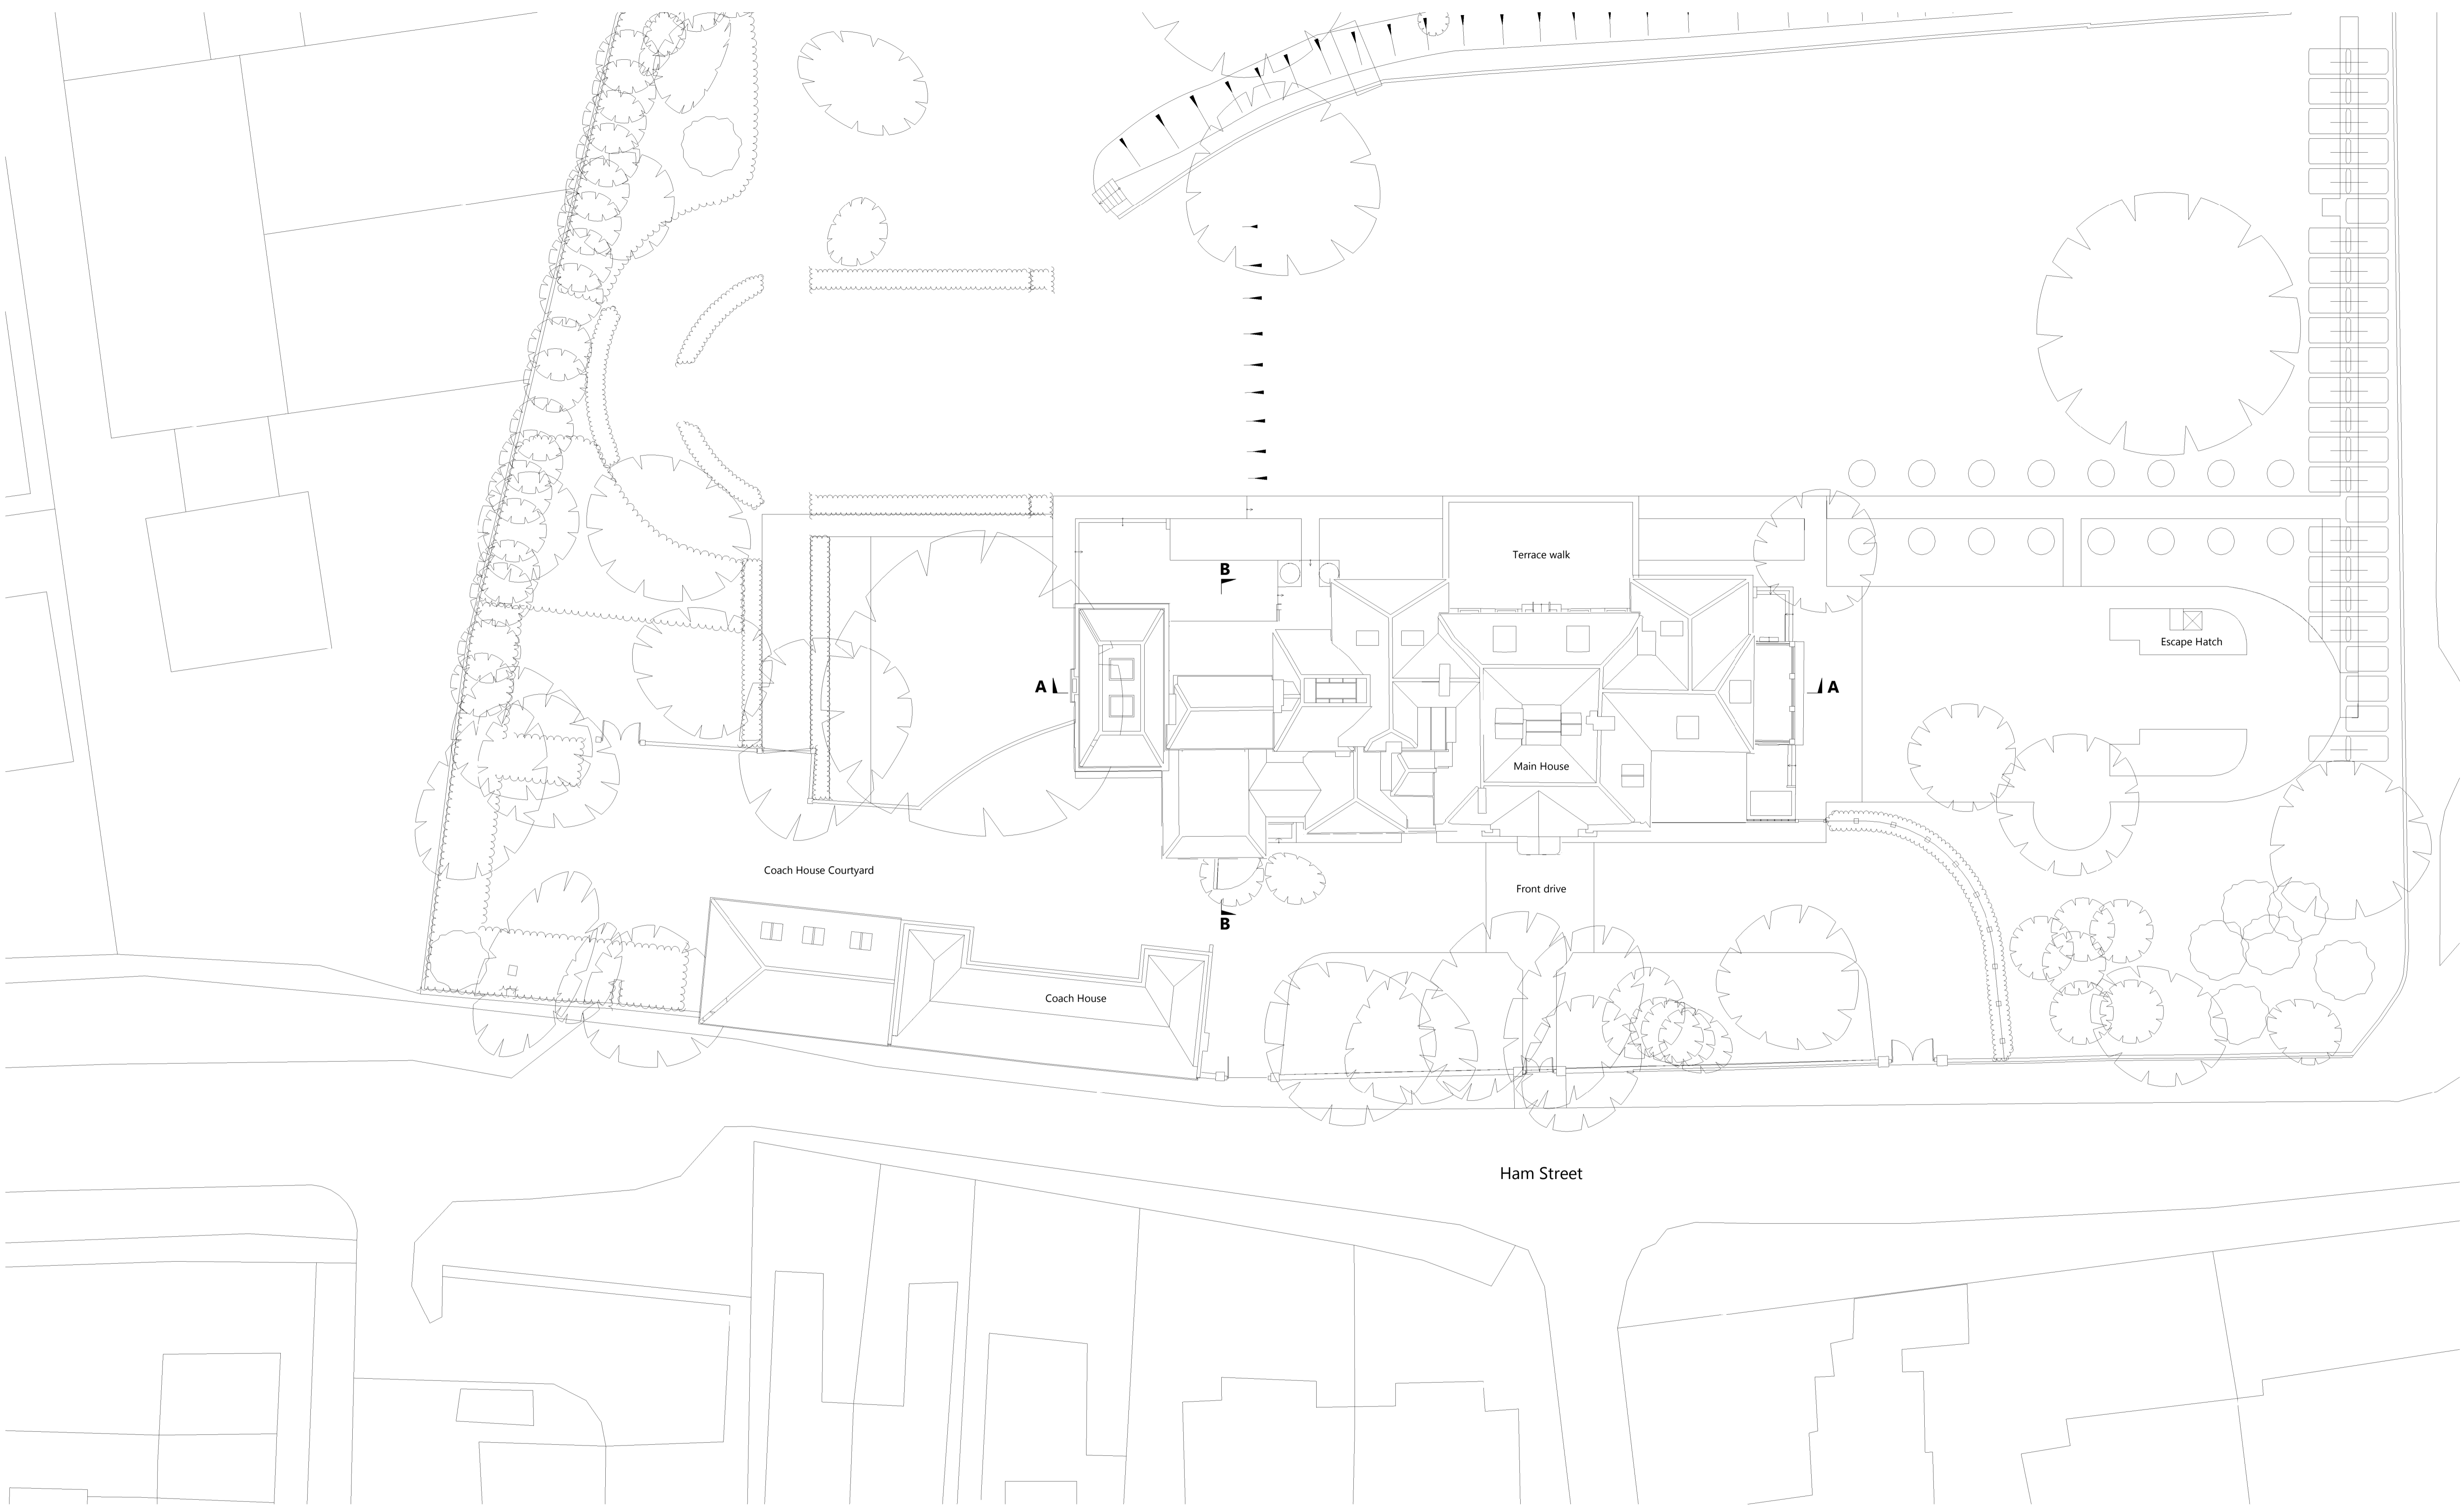 Terrace walk
B
Escape Hatch
A
A
Main House
Coach House Courtyard
Front drive
B
Coach House
Ham Street